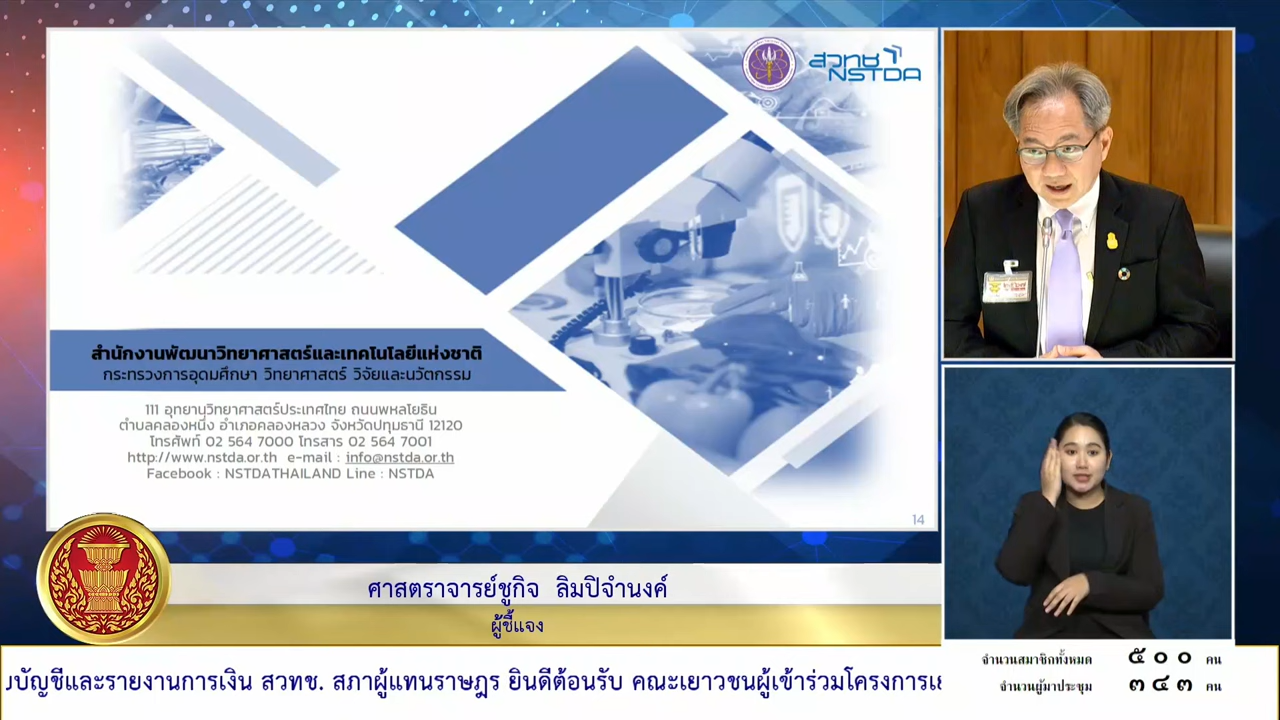 สวทช
NSTDA
สำนักงานพัฒนาวิทยาศาสตร์และเทคโนโลยีแห่งชาติ
กระทรวงการอุดมศึกษา วิทยาศาสตร์ วิจัยและนวัตกรรม
111 อุทยานวิทยาศาสตร์ประเทศไทย ถนนพหลโยธิน
ตำบลคลองหนึ่ง อำเภอคลองหลวง จังหวัดปทุมธานี 12120
โทรศัพท์ 02 564 7000 โทรสาร 02 564 7001
http://www.nstda.or.th e-mail : info@nstda.or.th
Facebook : NSTDATHAILAND Line : NSTDA
14
ศาสตราจารย์ชูกิจ ลิมปิจำนงค์
ผู้ชี้แจง
บัญชีและรายงานการเงิน สวทช. สภาผู้แทนราษฎร ยินดีต้อนรับ คณะเยาวชนผู้เข้าร่วมโครงการ
จำนวนสมาชิกทั้งหมด ๕๐๐ คน
จำนวนผู้มาประชุม ๓๔๓ คน